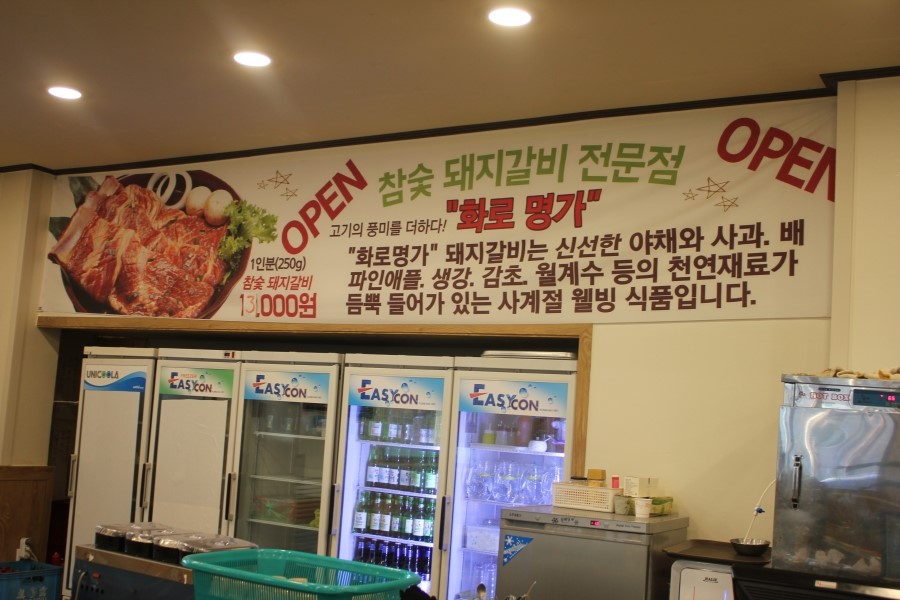 OPEN
참숯 돼지갈비 전문점
OPEN
고기의 풍미를 더하다!
"화로 명가"
"화로명가" 돼지갈비는 신선한 야채와 사과. 배
파인애플. 생강. 감초. 월계수 등의 천연재료가
듬뿍 들어가 있는 사계절 웰빙 식품입니다.
1인분(250g)
참숯 돼지갈비
13,000원
UNICOOLA
EASYCON
EASYCON
EASYCON
EASYCON
HOT BOX